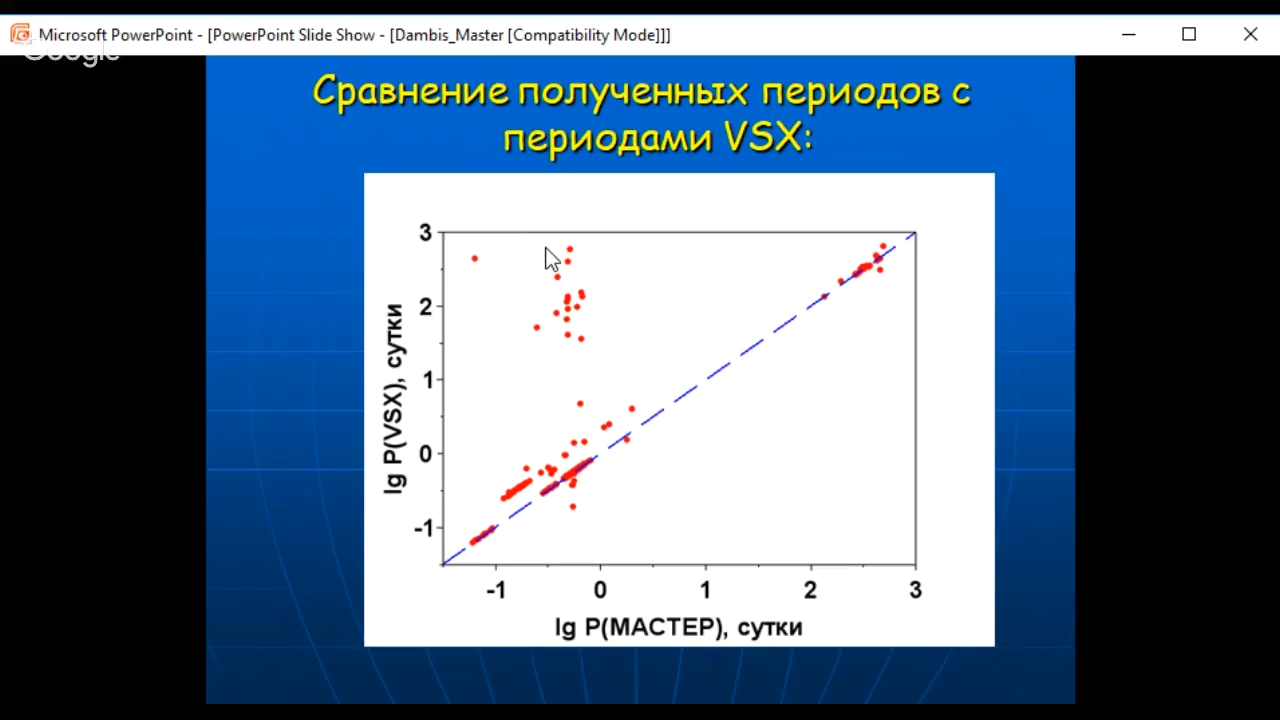 Microsoft PowerPoint - [PowerPoint Slide Show - [Dambis_Master [Compatibility Mode]]]
Google
Сравнение полученных периодов с
периодами VSX:
3
2
1
0
-1
lg P(VSX), сутки
-1 0 1 2 3
lg P(МАСТЕР), сутки